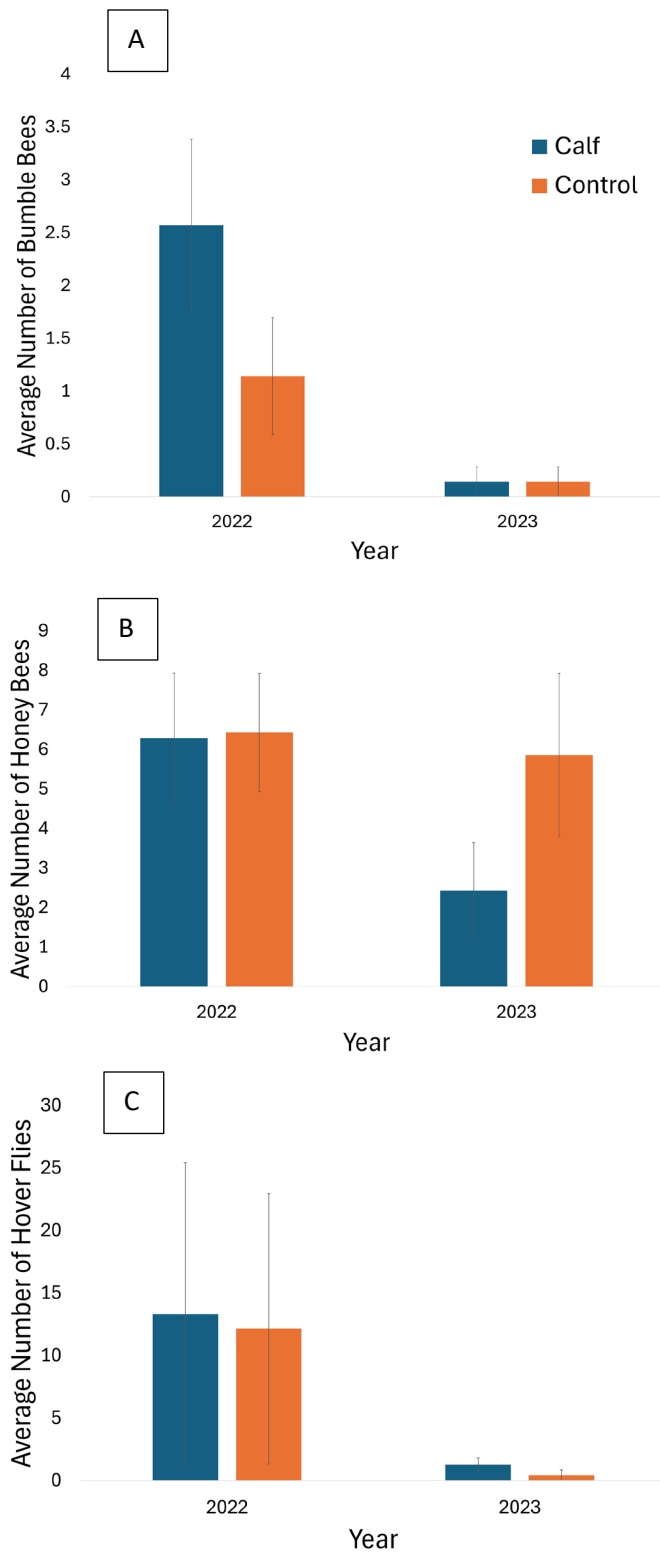 A
Average Number of Bumble Bees
4
3.5
3
2.5
2
1.5
1
0.5
0
Calf
Control
2022
2023
Year
B
Average Number of Honey Bees
9
8
7
6
5
4
3
2
1
0
2022
2023
Year
C
Average Number of Hover Flies
30
25
20
15
10
5
0
2022
2023
Year